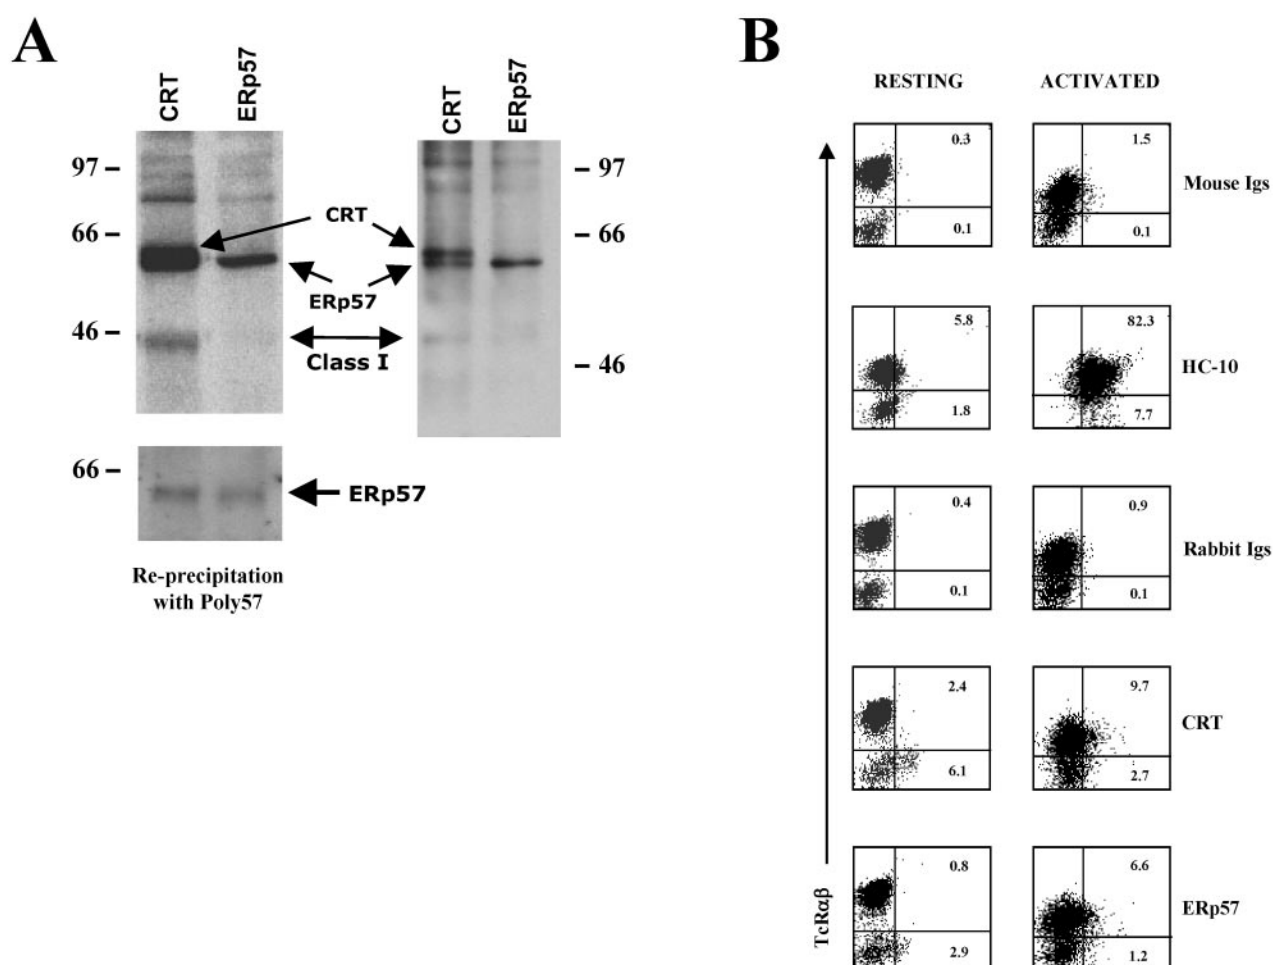 A
CRT
ERp57
CRT
ERp57
97 –
– 97
CRT
66 –
– 66
ERp57
46 –
Class I
– 46
66 –
ERp57
Re-precipitation
with Poly57
B
RESTING
ACTIVATED
0.3
0.1
1.5
0.1
Mouse Igs
5.8
1.8
82.3
7.7
HC-10
0.4
0.1
0.9
0.1
Rabbit Igs
2.4
6.1
9.7
2.7
CRT
0.8
2.9
6.6
1.2
ERp57
TcRαβ